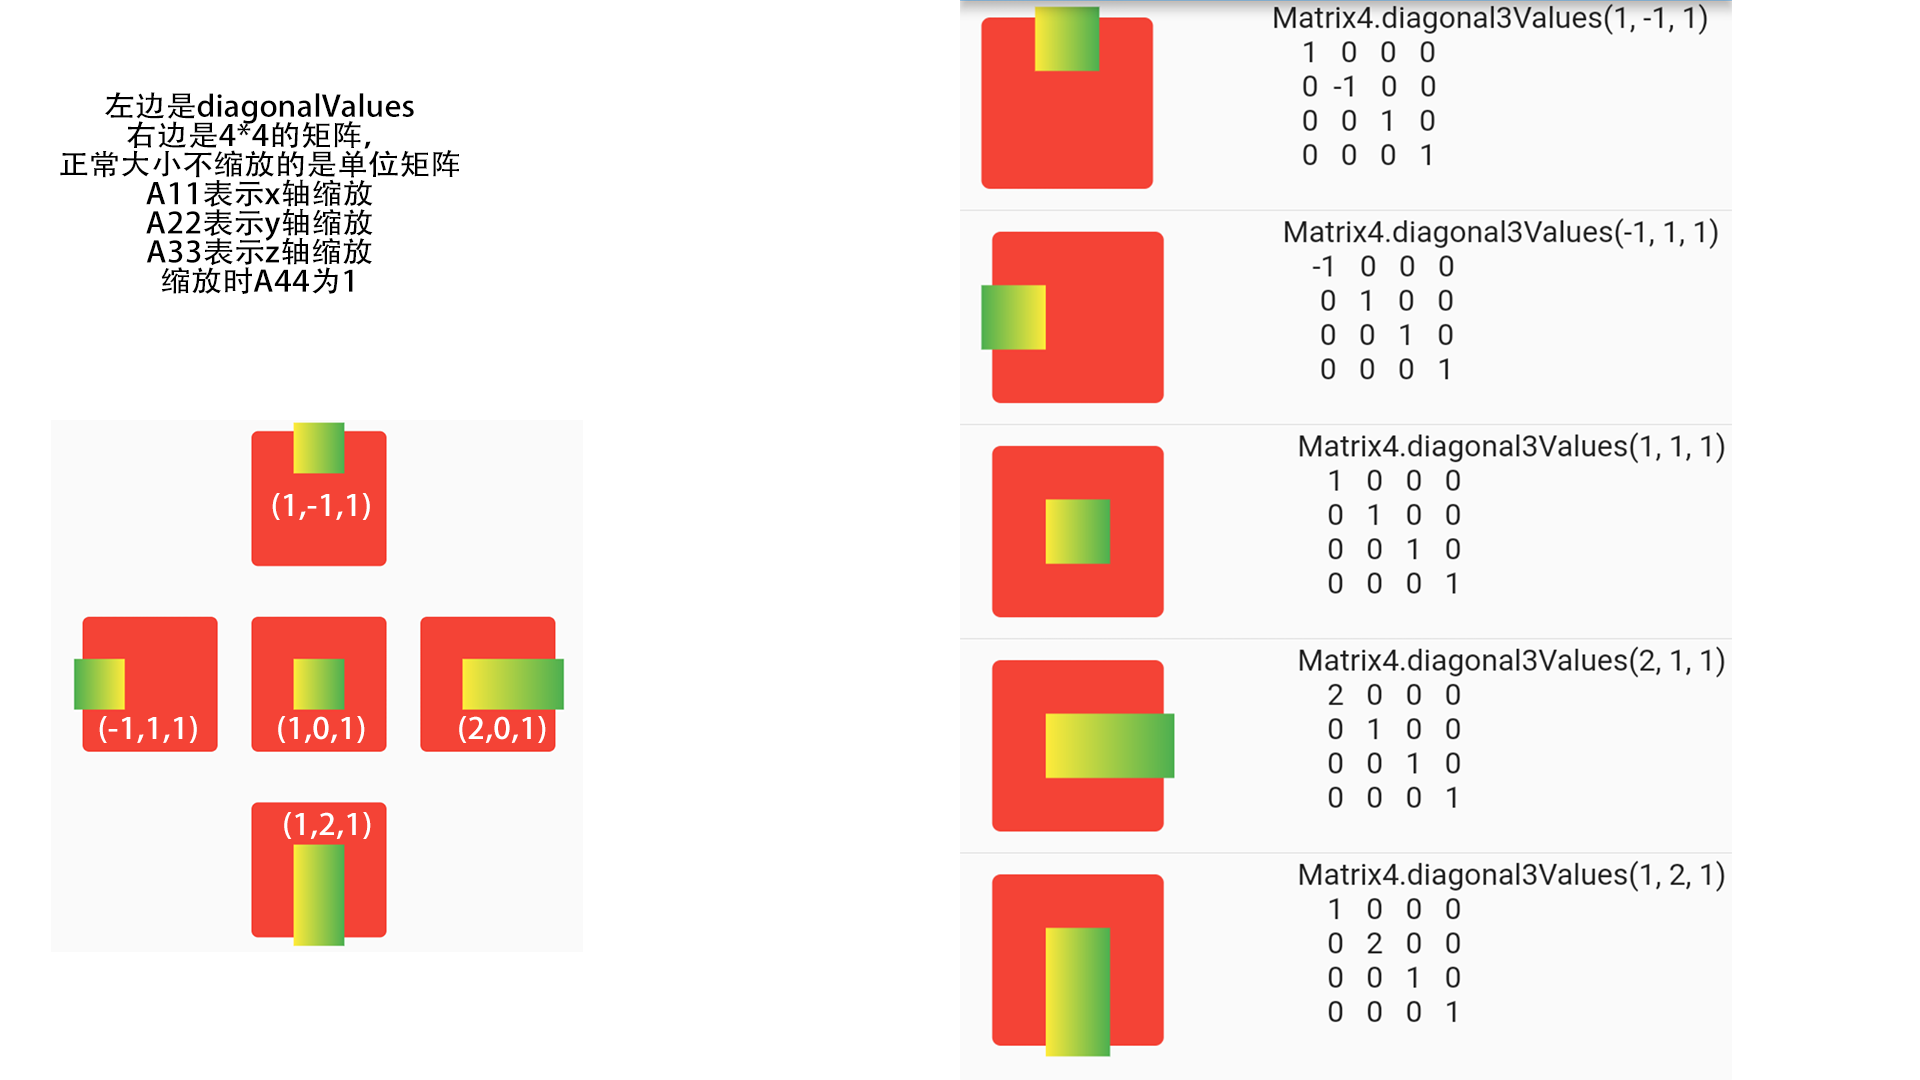 左边是diagonalValues
右边是4*4的矩阵,
正常大小不缩放的是单位矩阵
A11表示x轴缩放
A22表示y轴缩放
A33表示z轴缩放
缩放时A44为1
(1,-1,1)
(-1,1,1)
(1,0,1)
(2,0,1)
(1,2,1)
Matrix4.diagonal3Values(1, -1, 1)
1 0 0 0
0 -1 0 0
0 0 1 0
0 0 0 1
Matrix4.diagonal3Values(-1, 1, 1)
-1 0 0 0
0 1 0 0
0 0 1 0
0 0 0 1
Matrix4.diagonal3Values(1, 1, 1)
1 0 0 0
0 1 0 0
0 0 1 0
0 0 0 1
Matrix4.diagonal3Values(2, 1, 1)
2 0 0 0
0 1 0 0
0 0 1 0
0 0 0 1
Matrix4.diagonal3Values(1, 2, 1)
1 0 0 0
0 2 0 0
0 0 1 0
0 0 0 1